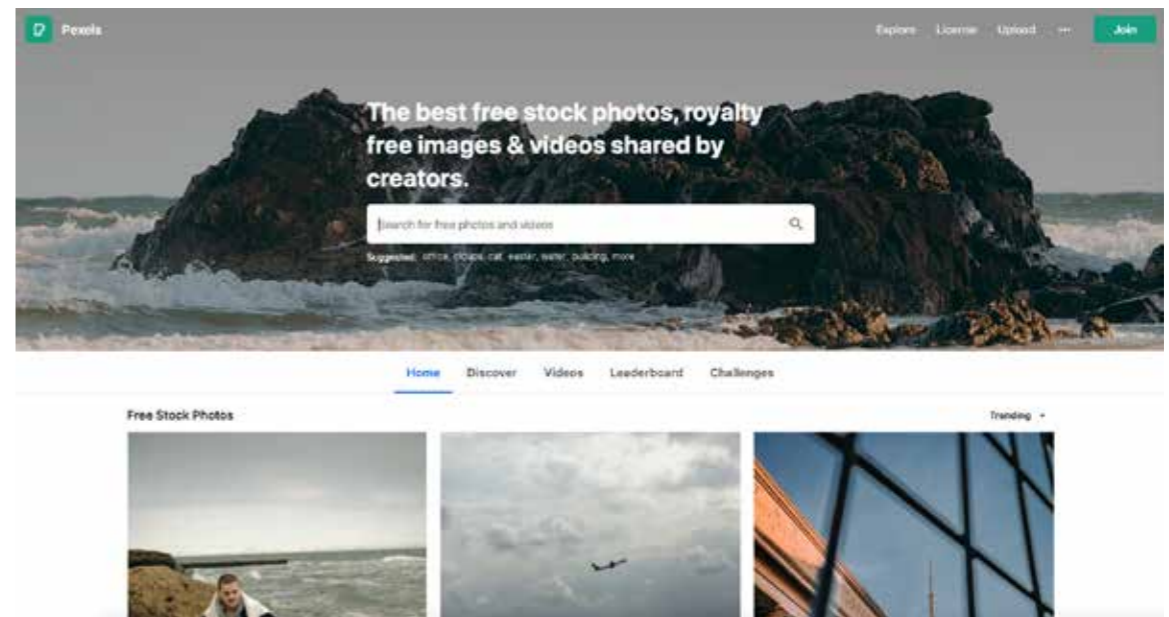 Pexels
Explore License Upload ... Join
The best free stock photos, royalty
free images & videos shared by
creators.
Search for free photos and videos
Suggested: office, clouds, cat, easter, water, building, more
Home Discover Videos Leaderboard Challenges
Free Stock Photos Trending